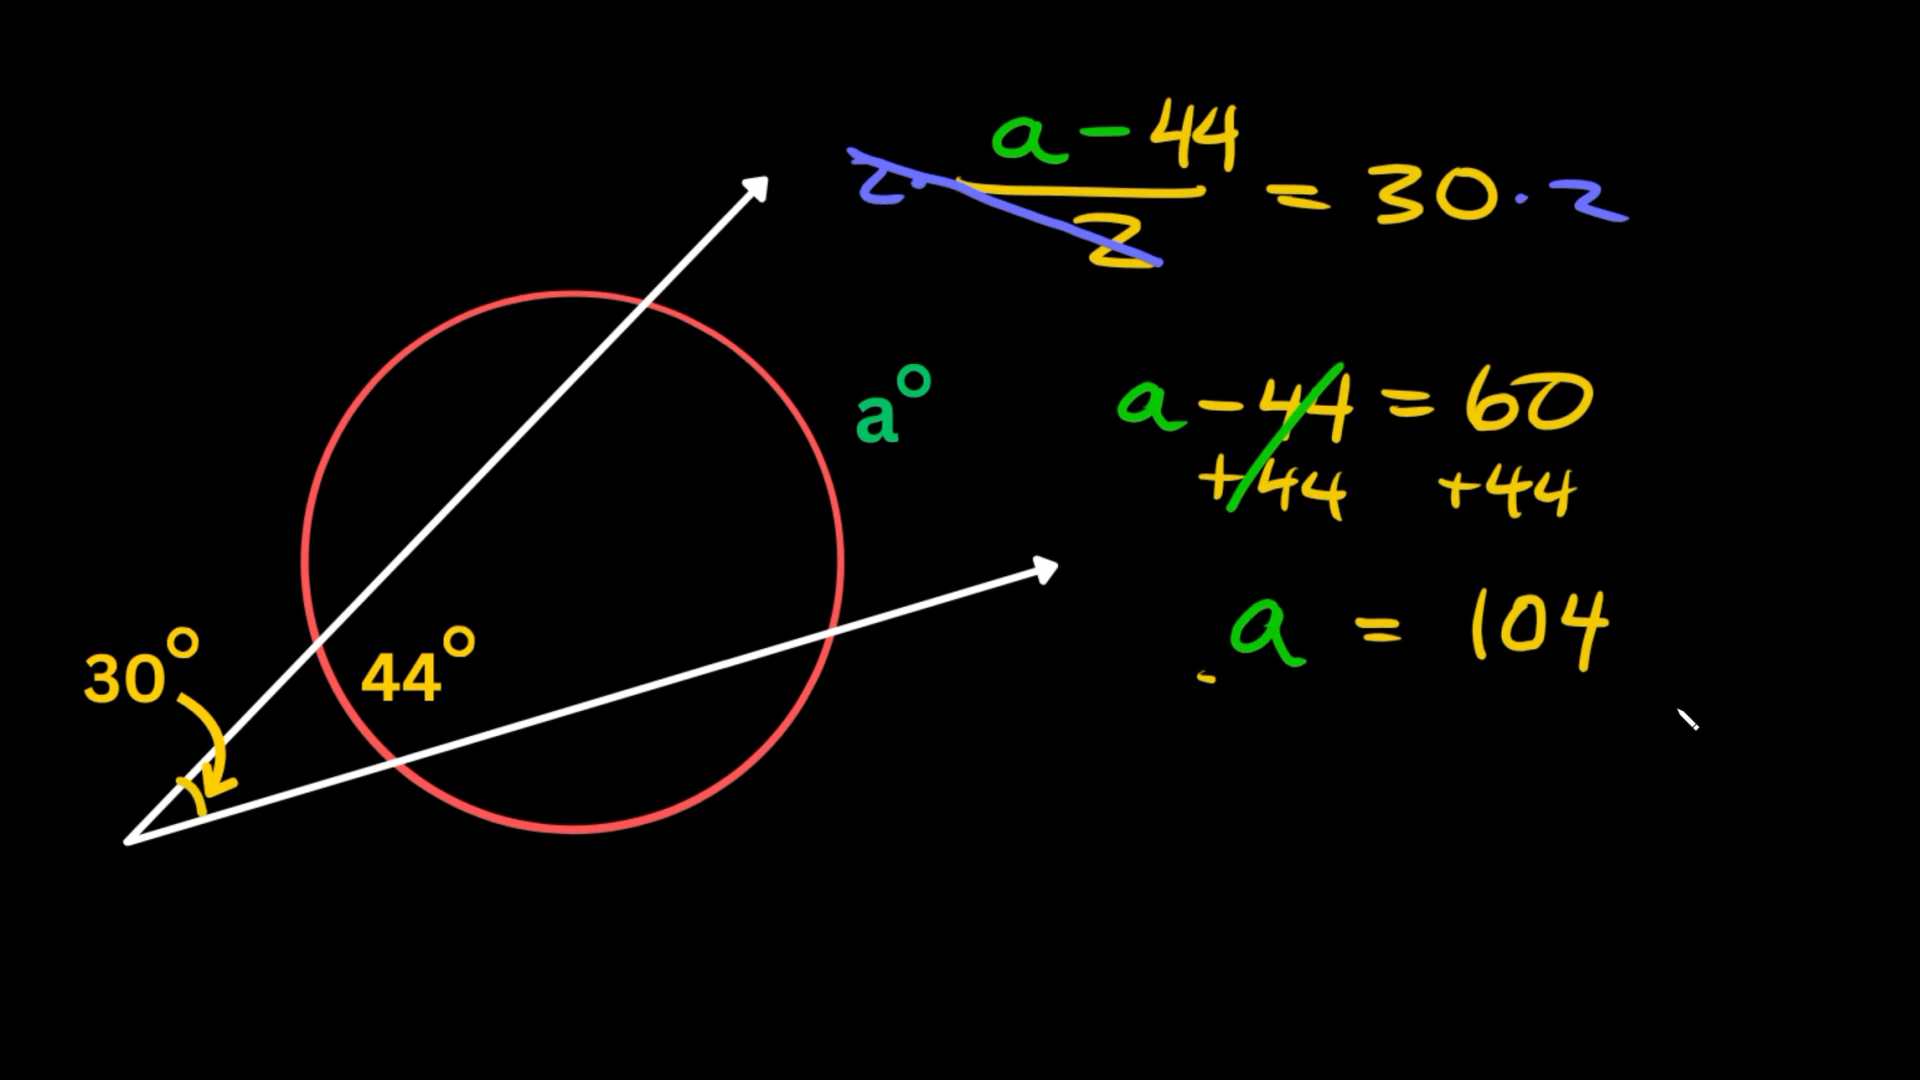 2· (a - 44)/2 = 30 · 2
a°
a - 44 = 60
+44 +44
30°
44°
a = 104